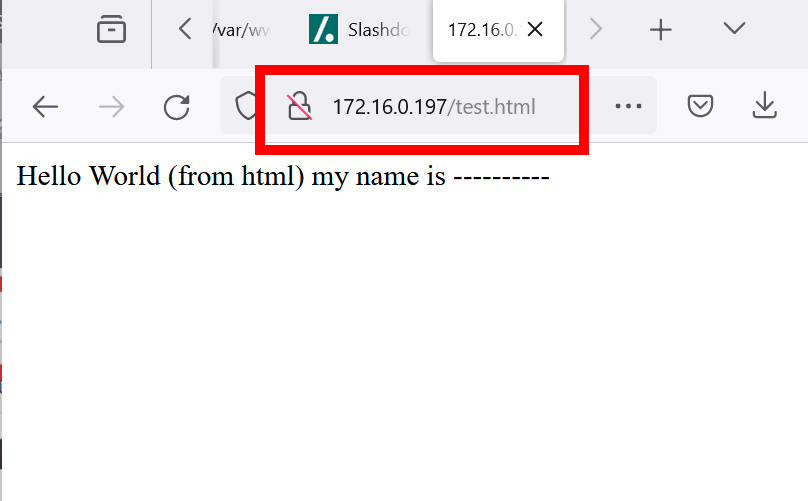 /var/ww
Slashdo
172.16.0.
172.16.0.197/test.html
Hello World (from html) my name is ----------